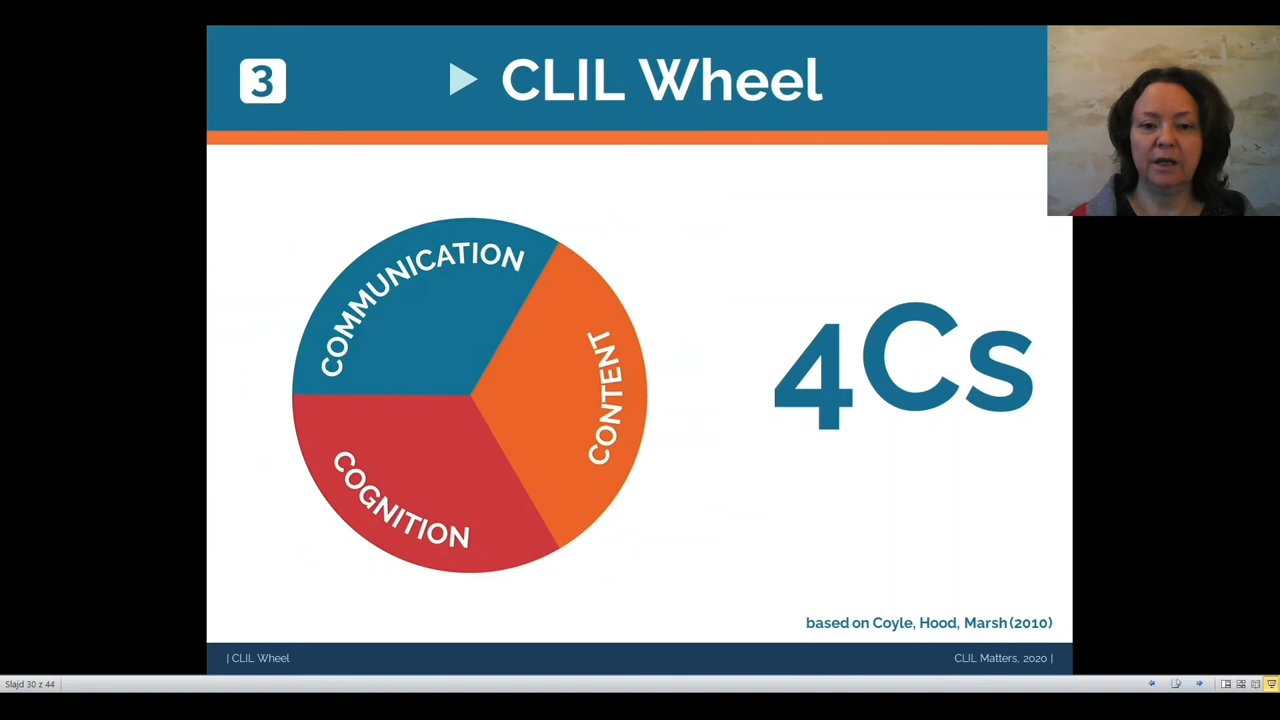 3
CLIL Wheel
COMMUNICATION
CONTENT
COGNITION
4Cs
based on Coyle, Hood, Marsh (2010)
| CLIL Wheel
CLIL Matters, 2020 |
Slajd 30 z 44